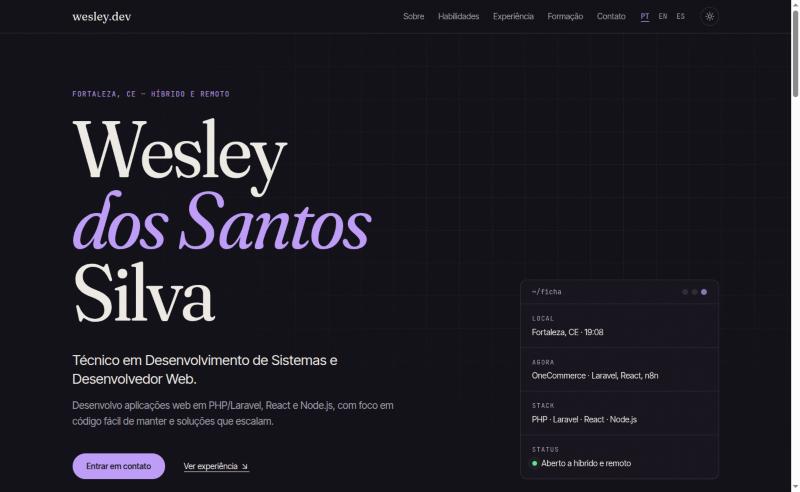 wesley.dev
Sobre Habilidades Experiência Formação Contato PT EN ES
FORTALEZA, CE — HÍBRIDO E REMOTO
Wesley
dos Santos
Silva
Técnico em Desenvolvimento de Sistemas e
Desenvolvedor Web.
Desenvolvo aplicações web em PHP/Laravel, React e Node.js, com foco em
código fácil de manter e soluções que escalam.
Entrar em contato Ver experiência ↘
~/ficha
LOCAL
Fortaleza, CE · 19:08
AGORA
OneCommerce · Laravel, React, n8n
STACK
PHP · Laravel · React · Node.js
STATUS
Aberto a híbrido e remoto